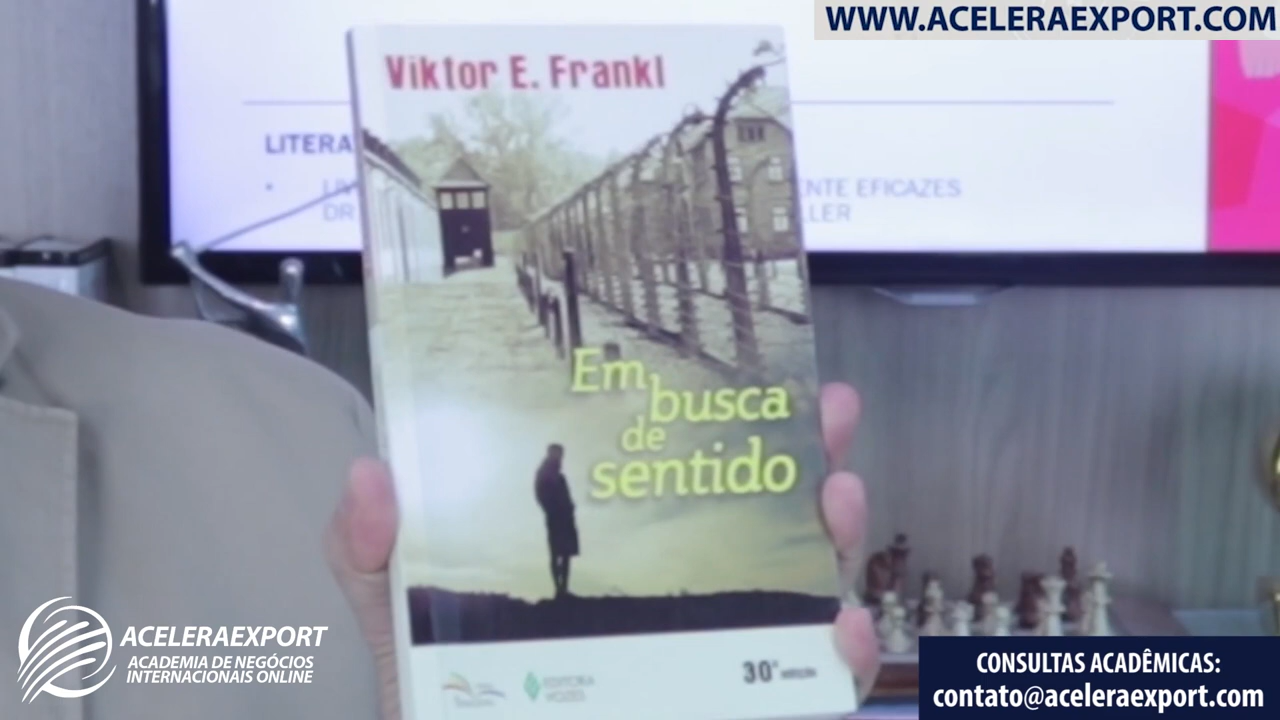 WWW.ACELERAEXPORT.COM
Viktor E. Frankl
LITERA
ENTE EFICAZES
DR
LLER
Em
busca
de
sentido
EDITORA
VOZES
30ª
ACELERAEXPORT
ACADEMIA DE NEGÓCIOS
INTERNACIONAIS ONLINE
CONSULTAS ACADÊMICAS:
contato@aceleraexport.com